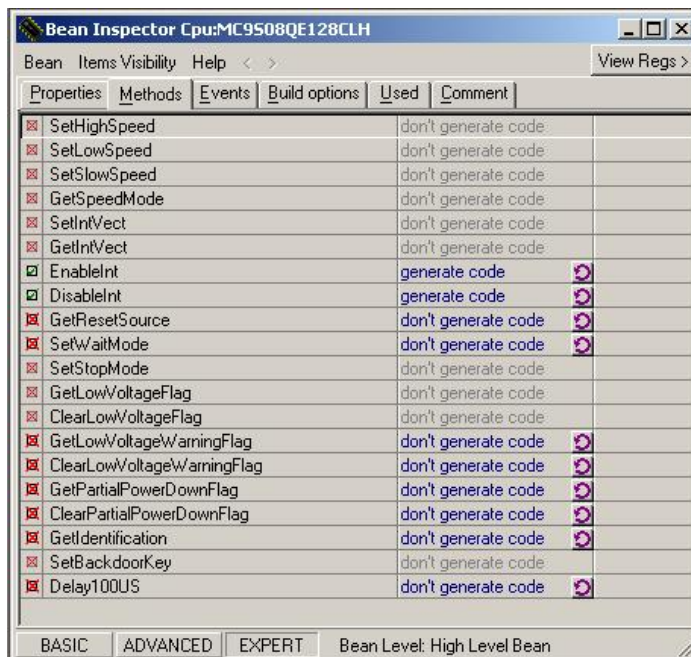 Bean Inspector Cpu:MC9S08QE128CLH
Bean Items Visibility Help < > View Regs >
Properties Methods Events Build options Used Comment
SetHighSpeed don't generate code
SetLowSpeed don't generate code
SetSlowSpeed don't generate code
GetSpeedMode don't generate code
SetIntVect don't generate code
GetIntVect don't generate code
EnableInt generate code
DisableInt generate code
GetResetSource don't generate code
SetWaitMode don't generate code
SetStopMode don't generate code
GetLowVoltageFlag don't generate code
ClearLowVoltageFlag don't generate code
GetLowVoltageWarningFlag don't generate code
ClearLowVoltageWarningFlag don't generate code
GetPartialPowerDownFlag don't generate code
ClearPartialPowerDownFlag don't generate code
GetIdentification don't generate code
SetBackdoorKey don't generate code
Delay100US don't generate code
BASIC ADVANCED EXPERT Bean Level: High Level Bean